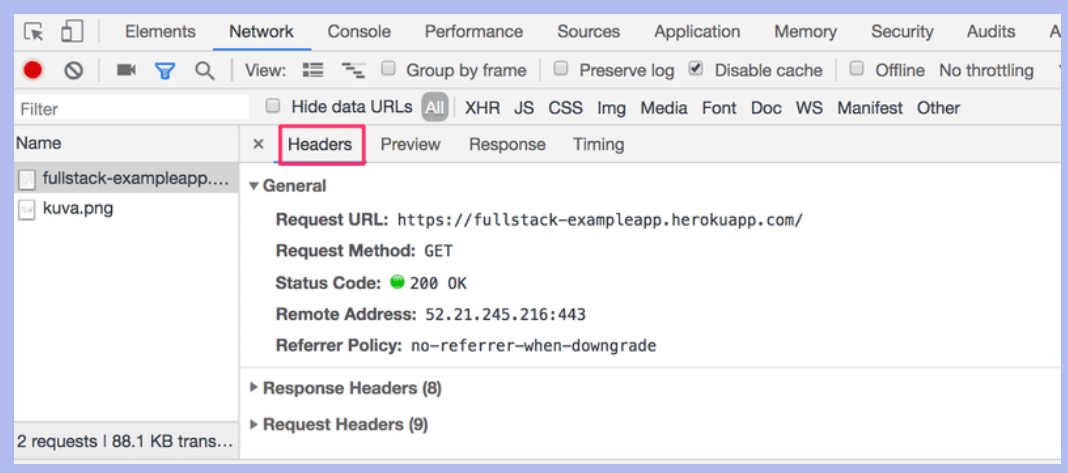 Elements Network Console Performance Sources Application Memory Security Audits A
View: Group by frame Preserve log Disable cache Offline No throttling
Filter Hide data URLs All XHR JS CSS Img Media Font Doc WS Manifest Other
Name × Headers Preview Response Timing
fullstack-exampleapp....
kuva.png
General
Request URL: https://fullstack-exampleapp.herokuapp.com/
Request Method: GET
Status Code: 200 OK
Remote Address: 52.21.245.216:443
Referrer Policy: no-referrer-when-downgrade
Response Headers (8)
Request Headers (9)
2 requests | 88.1 KB trans...